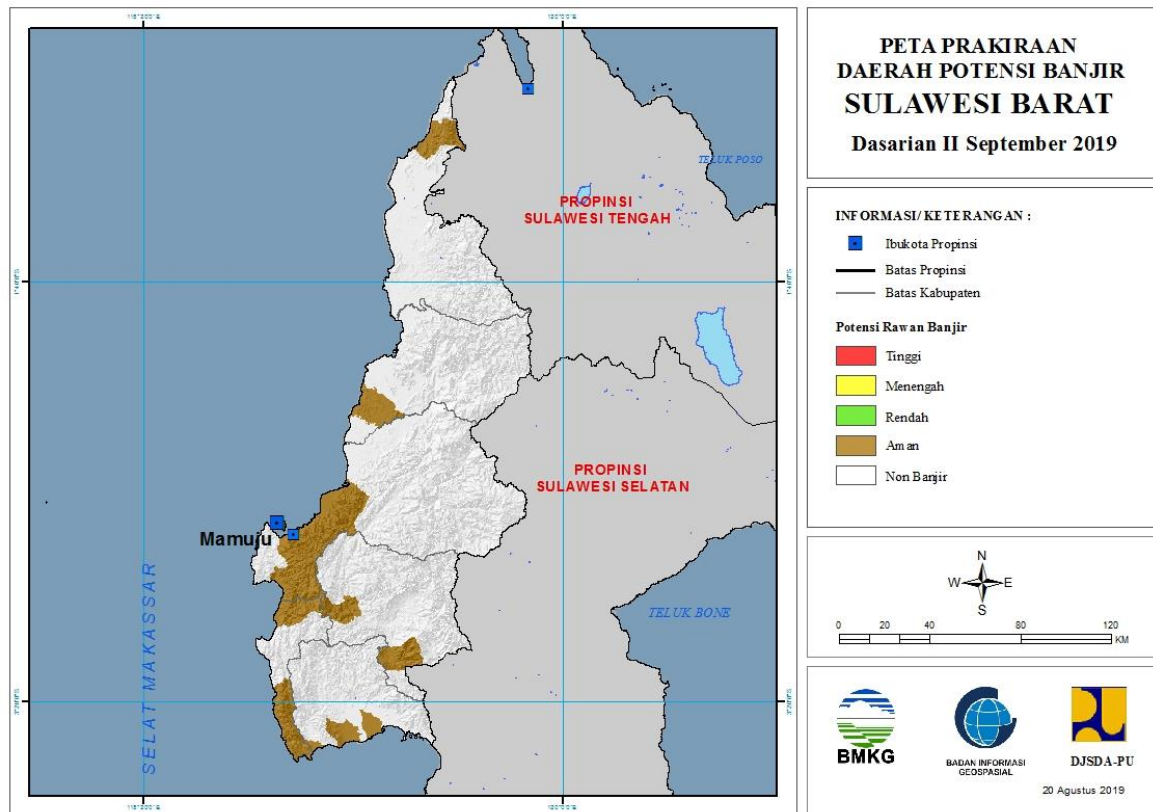 PETA PRAKIRAAN
DAERAH POTENSI BANJIR
SULAWESI BARAT
Dasarian II September 2019
INFORMASI/ KETERANGAN :
Ibukota Propinsi
Batas Propinsi
Batas Kabupaten
Potensi Rawan Banjir
Tinggi
Menengah
Rendah
Aman
Non Banjir
N
W E
S
0 20 40 80 120
KM
BMKG
BADAN INFORMASI
GEOSPASIAL
DJSDA-PU
20 Agustus 2019
TELUK POSO
PROPINSI
SULAWESI TENGAH
PROPINSI
SULAWESI SELATAN
Mamuju
TELUK BONE
SELAT MAKASSAR